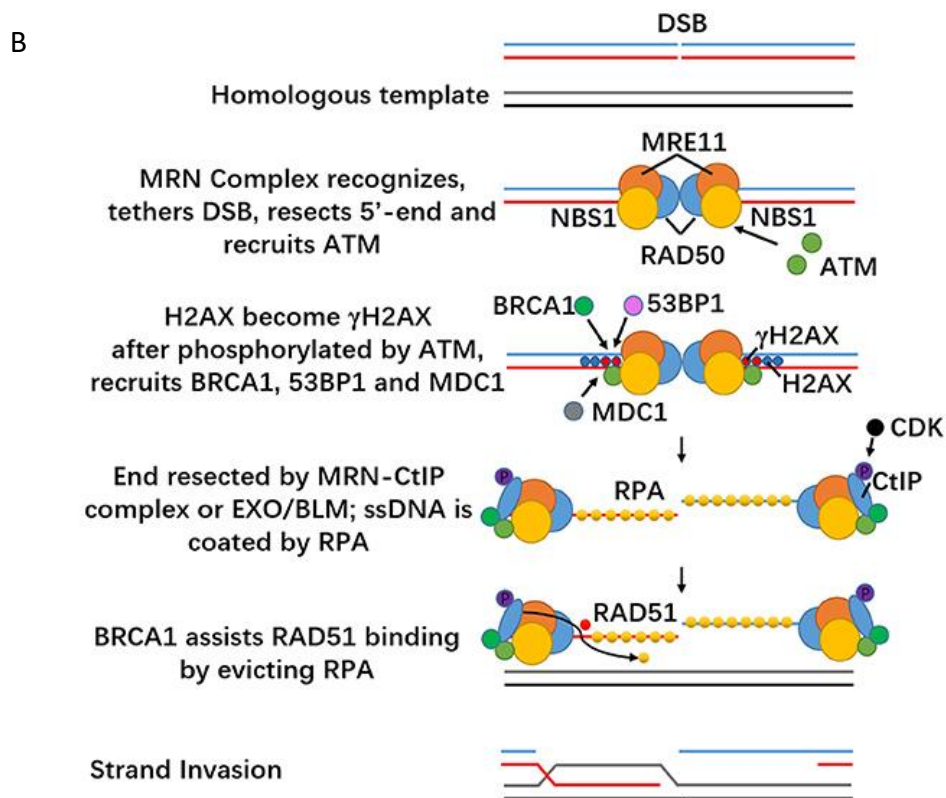 B
DSB
Homologous template
MRE11
MRN Complex recognizes,
tethers DSB, resects 5'-end and
recruits ATM
NBS1
NBS1
RAD50
ATM
BRCA1
53BP1
H2AX become γH2AX
after phosphorylated by ATM,
recruits BRCA1, 53BP1 and MDC1
γH2AX
H2AX
MDC1
CDK
P
P
CtIP
End resected by MRN-CtIP
complex or EXO/BLM; ssDNA is
coated by RPA
RPA
P
P
RAD51
BRCA1 assists RAD51 binding
by evicting RPA
Strand Invasion